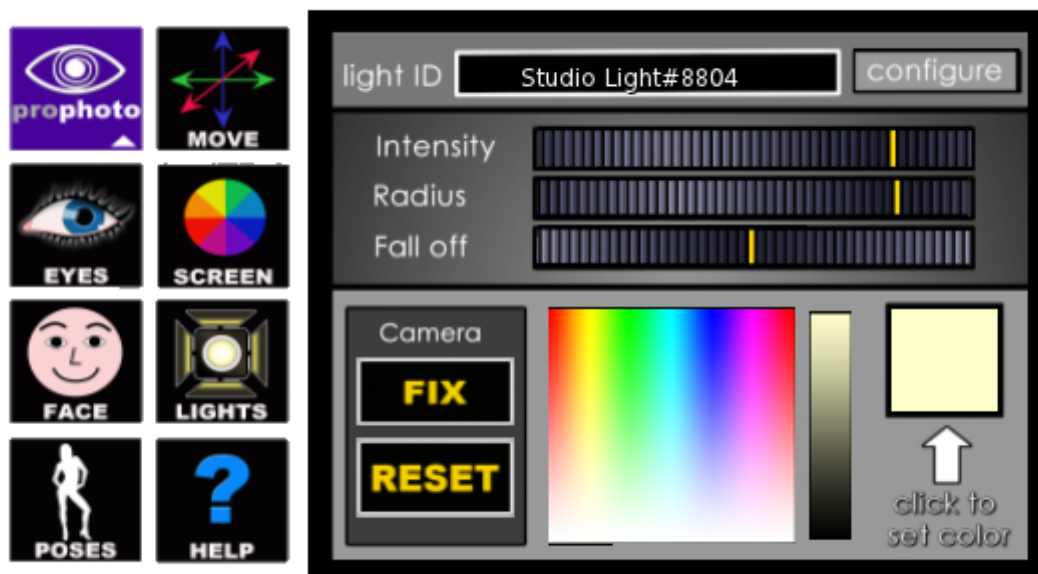 prophoto
MOVE
EYES
SCREEN
FACE
LIGHTS
POSES
HELP
light ID
Studio Light#8804
configure
Intensity
Radius
Fall off
Camera
FIX
RESET
click to
set color